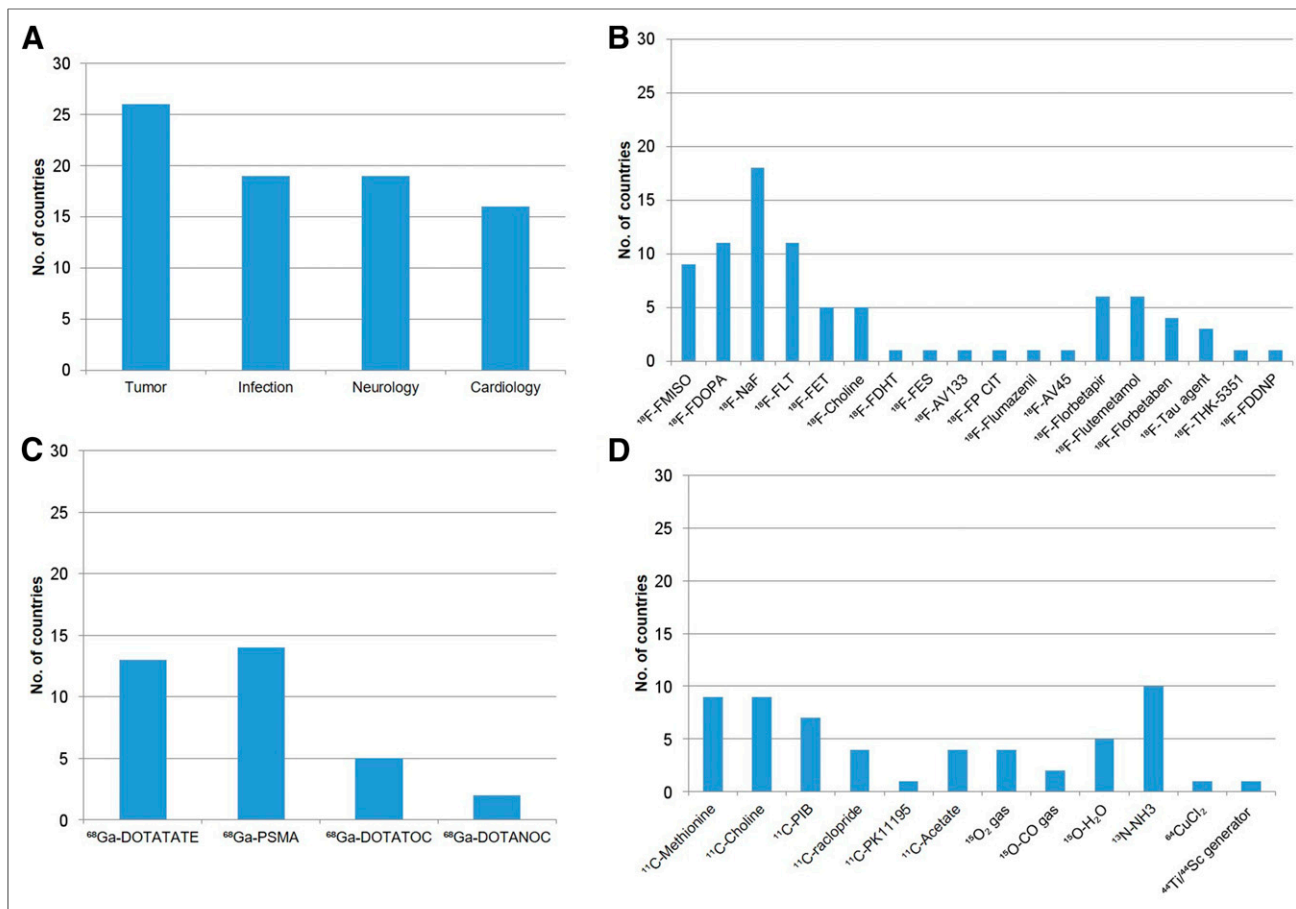 A
No. of countries
30
25
20
15
10
5
0
Tumor Infection Neurology Cardiology
B
No. of countries
30
25
20
15
10
5
0
¹⁸F-FMISO
¹⁸F-FDOPA
¹⁸F-NaF
¹⁸F-FLT
¹⁸F-FET
¹⁸F-Choline
¹⁸F-FDHT
¹⁸F-FES
¹⁸F-AV133
¹⁸F-FP CIT
¹⁸F-Flumazenil
¹⁸F-AV45
¹⁸F-Florbetapir
¹⁸F-Flutemetamol
¹⁸F-Florbetaben
¹⁸F-Tau agent
¹⁸F-THK-5351
¹⁸F-FDDNP
C
No. of countries
30
25
20
15
10
5
0
⁶⁸Ga-DOTATATE ⁶⁸Ga-PSMA ⁶⁸Ga-DOTATOC ⁶⁸Ga-DOTANOC
D
No. of countries
30
25
20
15
10
5
0
¹¹C-Methionine
¹¹C-Choline
¹¹C-PIB
¹¹C-raclopride
¹¹C-PK11195
¹¹C-Acetate
¹⁵O₂ gas
¹⁵O-CO gas
¹⁵O-H₂O
¹³N-NH3
⁶⁴CuCl₂
⁴⁴Ti/⁴⁴Sc generator